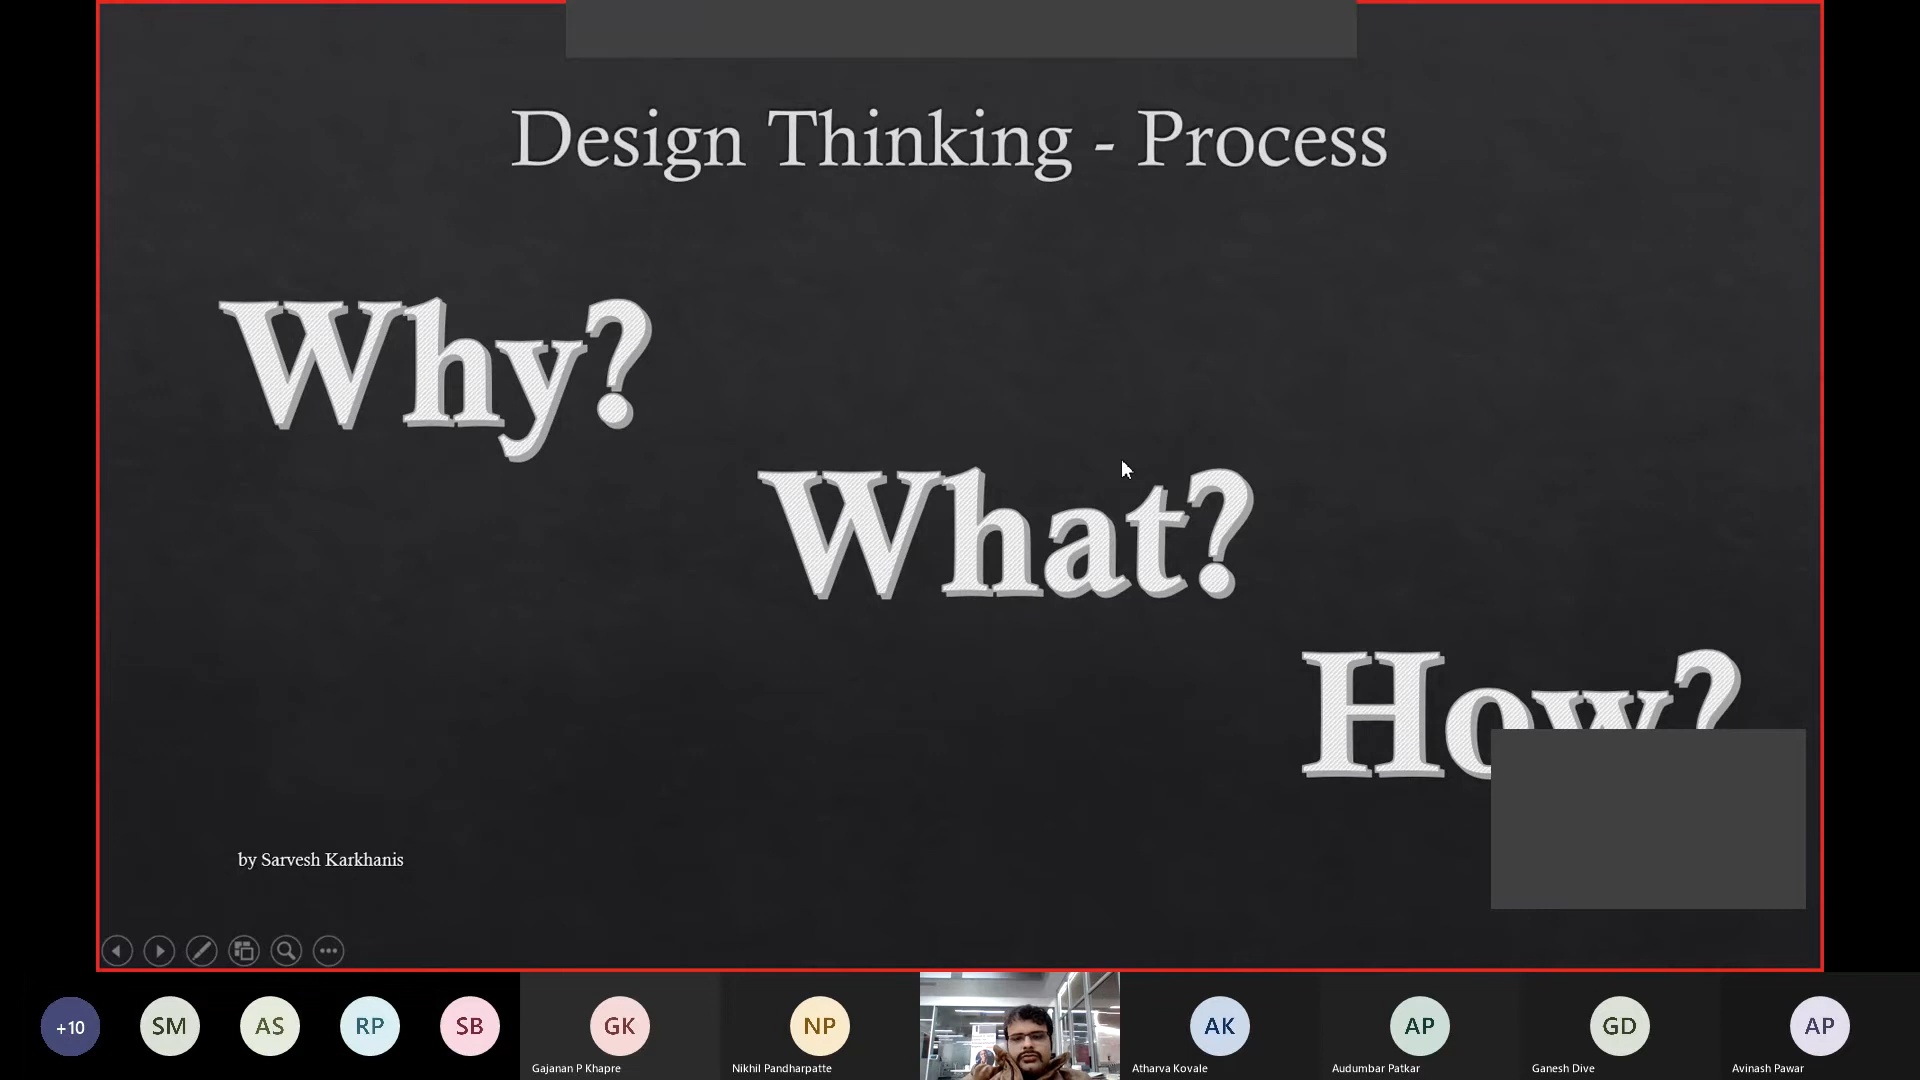 Design Thinking - Process
Why?
What?
How?
by Sarvesh Karkhanis
+10
SM
AS
RP
SB
GK
Gajanan P Khapre
NP
Nikhil Pandharpatte
AK
Atharva Kovale
AP
Audumbar Patkar
GD
Ganesh Dive
AP
Avinash Pawar